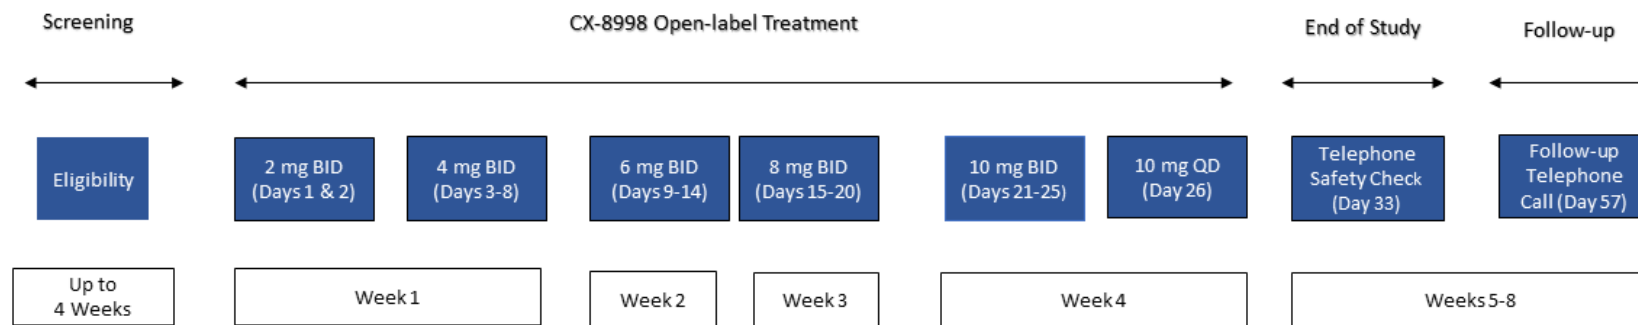 Screening
CX-8998 Open-label Treatment
End of Study
Follow-up
Eligibility
2 mg BID
(Days 1 & 2)
4 mg BID
(Days 3-8)
6 mg BID
(Days 9-14)
8 mg BID
(Days 15-20)
10 mg BID
(Days 21-25)
10 mg QD
(Day 26)
Telephone
Safety Check
(Day 33)
Follow-up
Telephone
Call (Day 57)
Up to
4 Weeks
Week 1
Week 2
Week 3
Week 4
Weeks 5-8